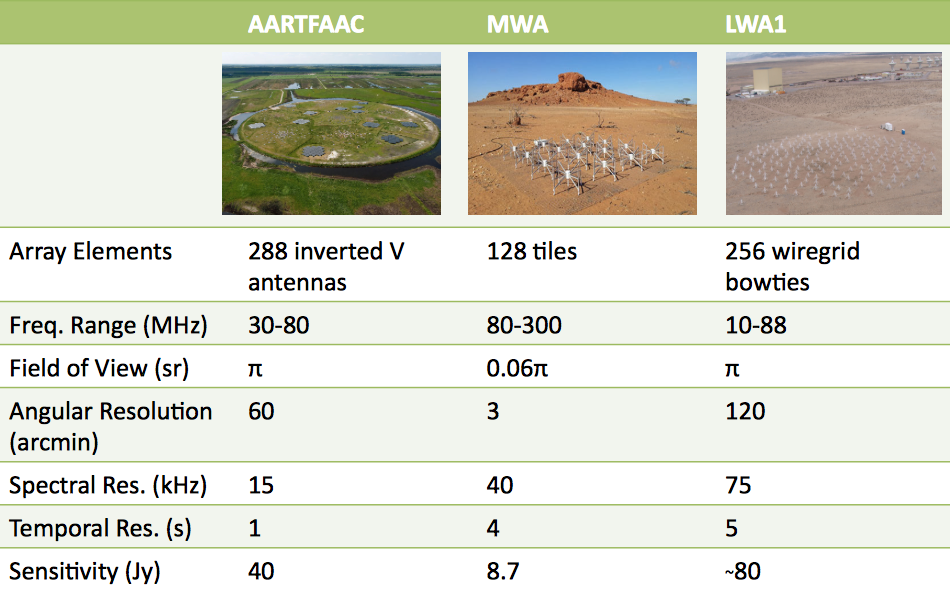 AARTFAAC MWA LWA1
Array Elements 288 inverted V 128 tiles 256 wiregrid
antennas bowties
Freq. Range (MHz) 30-80 80-300 10-88
Field of View (sr) π 0.06π π
Angular Resolution 60 3 120
(arcmin)
Spectral Res. (kHz) 15 40 75
Temporal Res. (s) 1 4 5
Sensitivity (Jy) 40 8.7 ~80